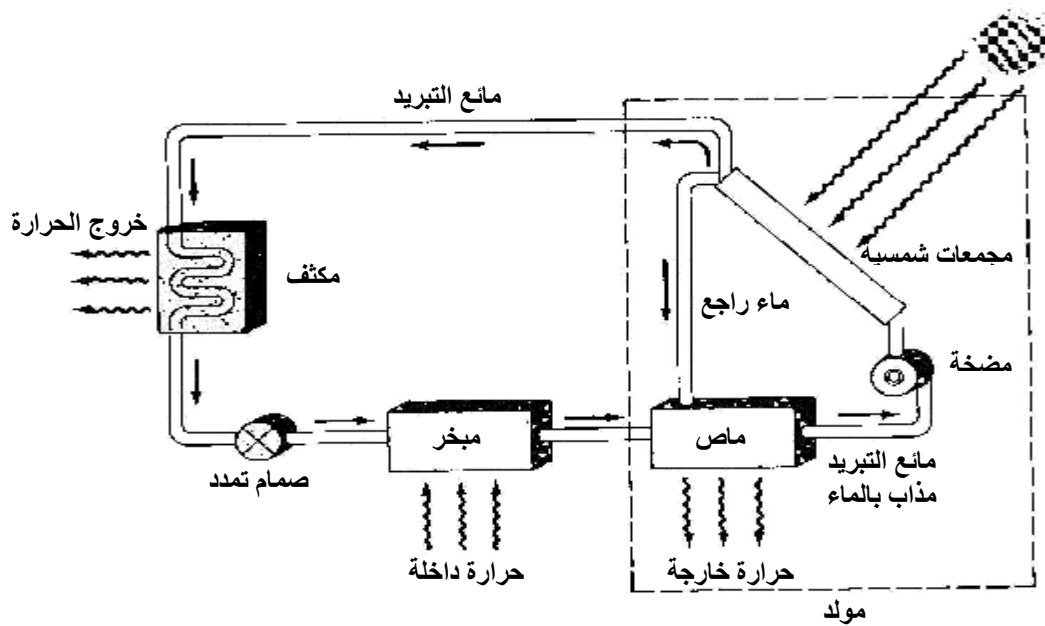 مائع التبريد
خروج الحرارة
مكثف
مجمعات شمسية
ماء راجع
مضخة
مبخر
ماص
صمام تمدد
مائع التبريد
مذاب بالماء
حرارة داخلة
حرارة خارجة
مولد